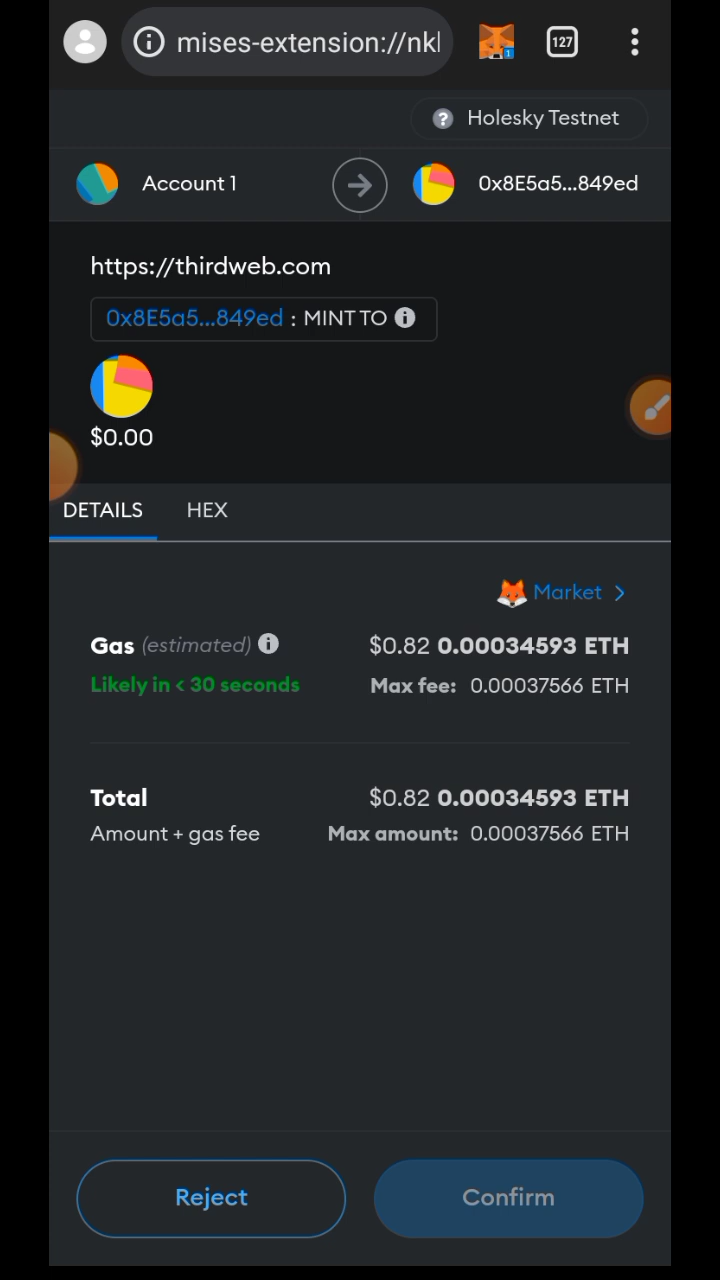 mises-extension://nkl
1
127
Holesky Testnet
Account 1
0x8E5a5...849ed
https://thirdweb.com
0x8E5a5...849ed : MINT TO
$0.00
DETAILS HEX
Market
Gas (estimated) $0.82 0.00034593 ETH
Likely in < 30 seconds Max fee: 0.00037566 ETH
Total $0.82 0.00034593 ETH
Amount + gas fee Max amount: 0.00037566 ETH
Reject Confirm